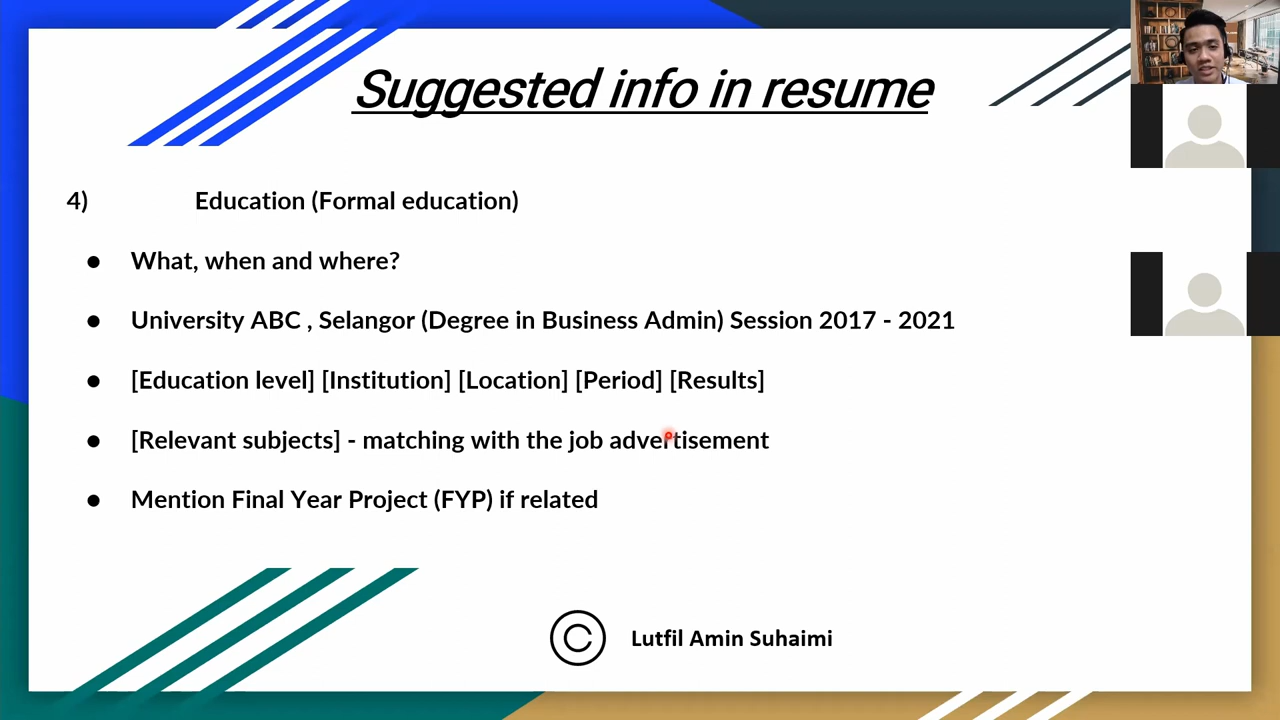 Suggested info in resume
4) Education (Formal education)
● What, when and where?
● University ABC , Selangor (Degree in Business Admin) Session 2017 - 2021
● [Education level] [Institution] [Location] [Period] [Results]
● [Relevant subjects] - matching with the job advertisement
● Mention Final Year Project (FYP) if related
© Lutfil Amin Suhaimi